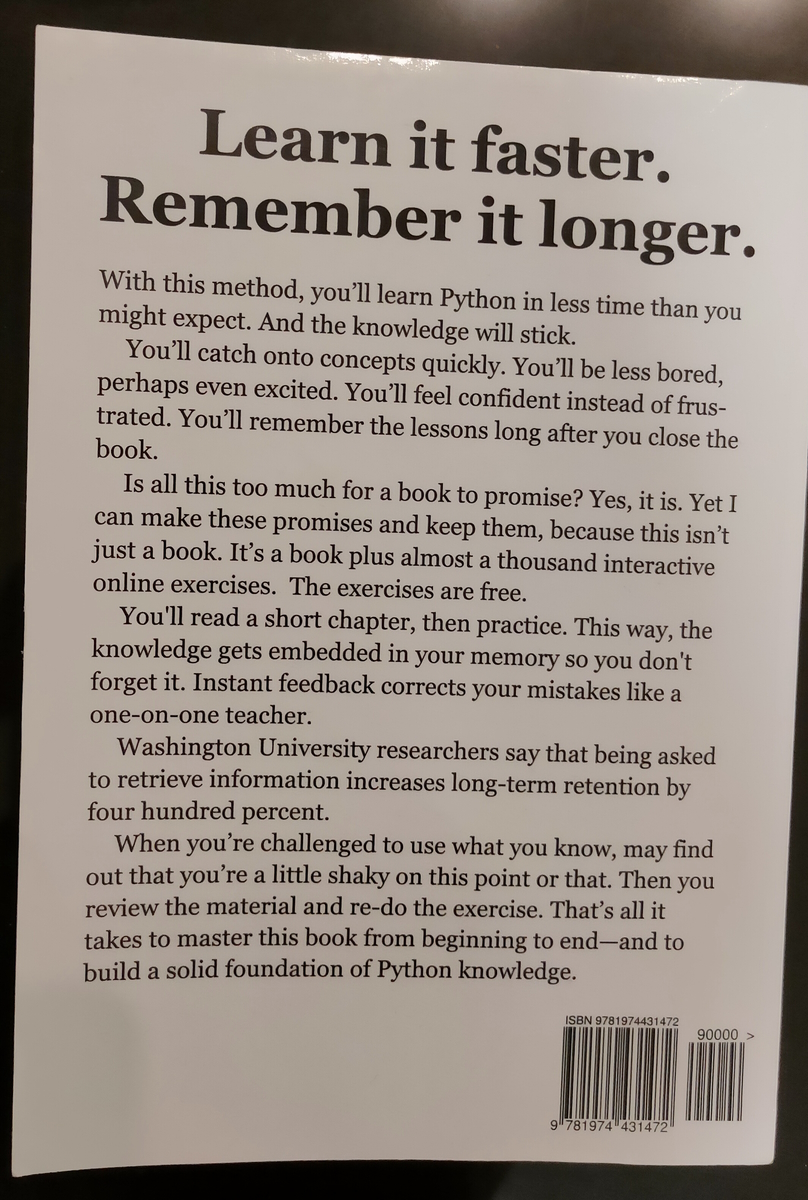 Learn it faster.
Remember it longer.
With this method, you’ll learn Python in less time than you
might expect. And the knowledge will stick.
You’ll catch onto concepts quickly. You’ll be less bored,
perhaps even excited. You’ll feel confident instead of frus-
trated. You’ll remember the lessons long after you close the
book.
Is all this too much for a book to promise? Yes, it is. Yet I
can make these promises and keep them, because this isn’t
just a book. It’s a book plus almost a thousand interactive
online exercises.  The exercises are free.
You'll read a short chapter, then practice. This way, the
knowledge gets embedded in your memory so you don't
forget it. Instant feedback corrects your mistakes like a
one-on-one teacher.
Washington University researchers say that being asked
to retrieve information increases long-term retention by
four hundred percent.
When you’re challenged to use what you know, may find
out that you’re a little shaky on this point or that. Then you
review the material and re-do the exercise. That’s all it
takes to master this book from beginning to end—and to
build a solid foundation of Python knowledge.
ISBN 9781974431472
90000 >
9 781974 431472